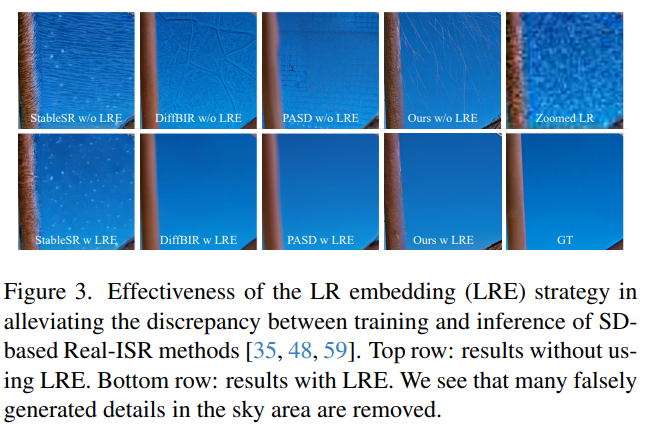 StableSR w/o LRE
DiffBIR w/o LRE
PASD w/o LRE
Ours w/o LRE
Zoomed LR
StableSR w LRE
DiffBIR w LRE
PASD w LRE
Ours w LRE
GT
Figure 3. Effectiveness of the LR embedding (LRE) strategy in
alleviating the discrepancy between training and inference of SD-
based Real-ISR methods [35, 48, 59]. Top row: results without us-
ing LRE. Bottom row: results with LRE. We see that many falsely
generated details in the sky area are removed.